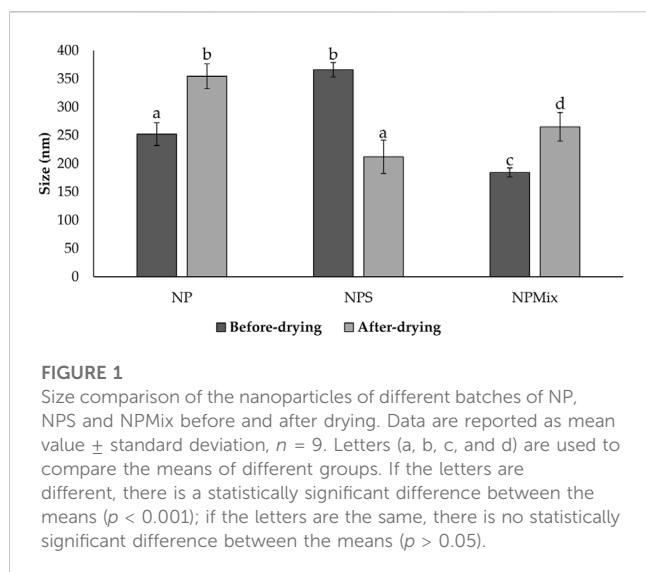 400
350
300
250
200
150
100
50
0
Size (nm)
a
b
b
a
c
d
NP
NPS
NPMix
Before-drying
After-drying
FIGURE 1
Size comparison of the nanoparticles of different batches of NP,
NPS and NPMix before and after drying. Data are reported as mean
value ± standard deviation, n = 9. Letters (a, b, c, and d) are used to
compare the means of different groups. If the letters are
different, there is a statistically significant difference between the
means (p < 0.001); if the letters are the same, there is no statistically
significant difference between the means (p > 0.05).